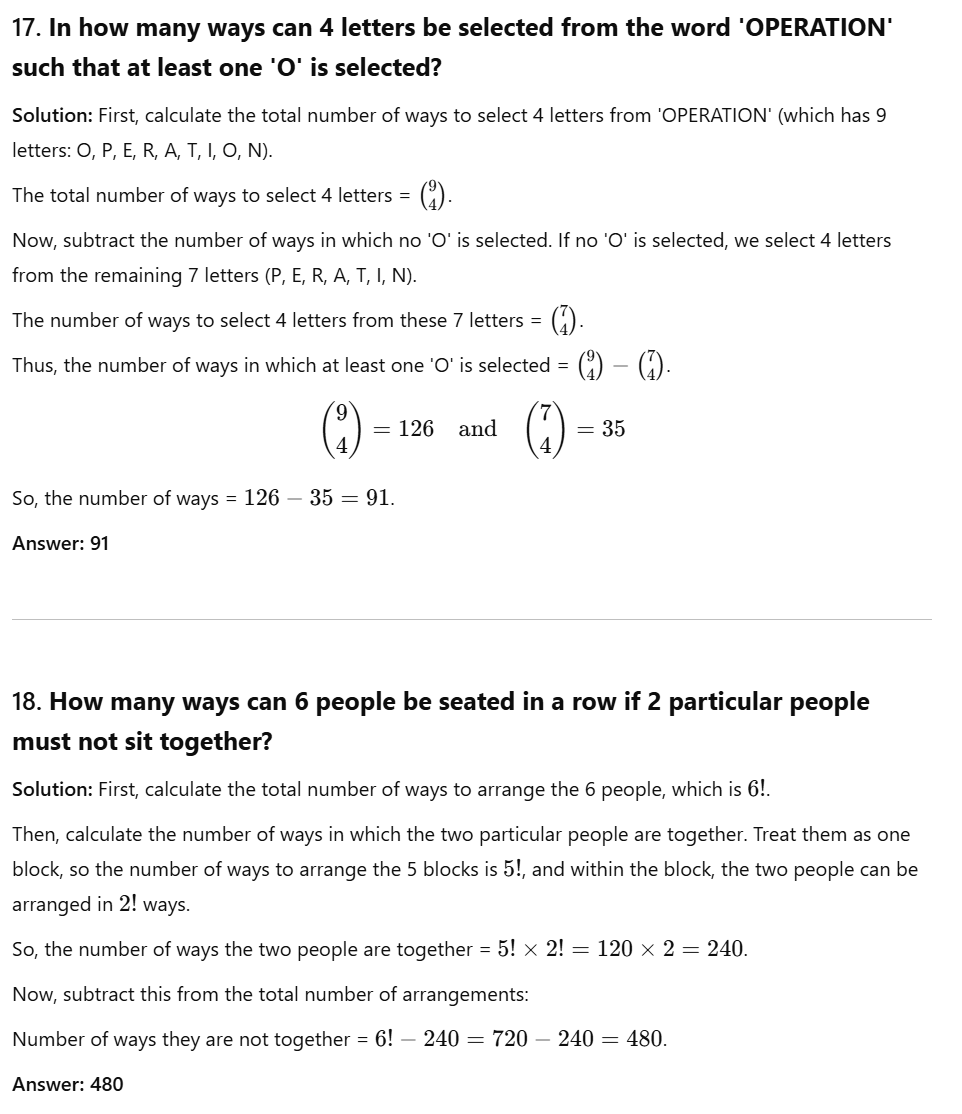 17. In how many ways can 4 letters be selected from the word 'OPERATION'
such that at least one 'O' is selected?
Solution: First, calculate the total number of ways to select 4 letters from 'OPERATION' (which has 9
letters: O, P, E, R, A, T, I, O, N).
The total number of ways to select 4 letters = (9 4).
Now, subtract the number of ways in which no 'O' is selected. If no 'O' is selected, we select 4 letters
from the remaining 7 letters (P, E, R, A, T, I, N).
The number of ways to select 4 letters from these 7 letters = (7 4).
Thus, the number of ways in which at least one 'O' is selected = (9 4) − (7 4).
(9 4) = 126 and (7 4) = 35
So, the number of ways = 126 − 35 = 91.
Answer: 91
18. How many ways can 6 people be seated in a row if 2 particular people
must not sit together?
Solution: First, calculate the total number of ways to arrange the 6 people, which is 6!.
Then, calculate the number of ways in which the two particular people are together. Treat them as one
block, so the number of ways to arrange the 5 blocks is 5!, and within the block, the two people can be
arranged in 2! ways.
So, the number of ways the two people are together = 5! × 2! = 120 × 2 = 240.
Now, subtract this from the total number of arrangements:
Number of ways they are not together = 6! − 240 = 720 − 240 = 480.
Answer: 480